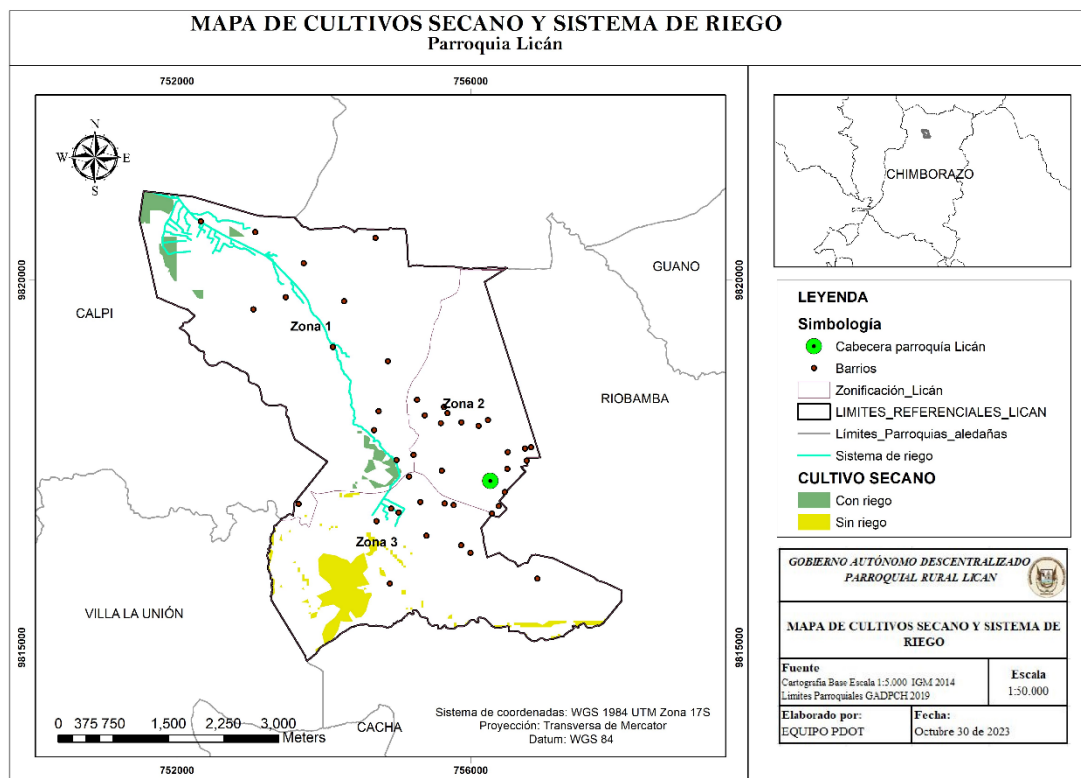 MAPA DE CULTIVOS SECANO Y SISTEMA DE RIEGO
Parroquia Licán
752000
756000
N
W
E
S
9820000
9820000
CALPI
GUANO
RIOBAMBA
VILLA LA UNIÓN
CACHA
Zona 1
Zona 2
Zona 3
9815000
9815000
0 375 750 1,500 2,250 3,000
Meters
Sistema de coordenadas: WGS 1984 UTM Zona 17S
Proyección: Transversa de Mercator
Datum: WGS 84
752000
756000
CHIMBORAZO
LEYENDA
Simbología
Cabecera parroquía Licán
Barrios
Zonificación_Licán
LIMITES_REFERENCIALES_LICAN
Límites_Parroquias_aledañas
Sistema de riego
CULTIVO SECANO
Con riego
Sin riego
GOBIERNO AUTÓNOMO DESCENTRALIZADO
PARROQUIAL RURAL LICAN
MAPA DE CULTIVOS SECANO Y SISTEMA DE
RIEGO
Fuente
Cartografía Base Escala 1:5.000 IGM 2014
Limites Parroquiales GADPCH 2019
Escala
1:50.000
Elaborado por:
EQUIPO PDOT
Fecha:
Octubre 30 de 2023